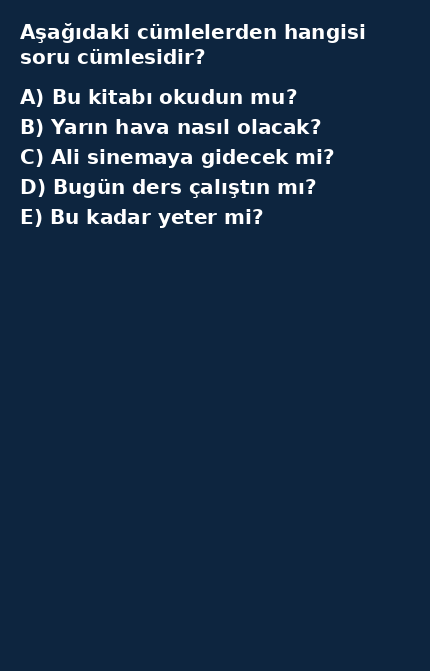 Aşağıdaki cümlelerden hangisi
soru cümlesidir?
A) Bu kitabı okudun mu?
B) Yarın hava nasıl olacak?
C) Ali sinemaya gidecek mi?
D) Bugün ders çalıştın mı?
E) Bu kadar yeter mi?